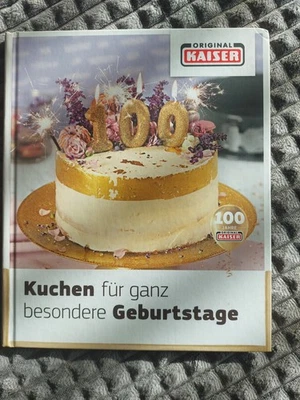 ORIGINAL
KAISER
100
100
JAHRE
KAISER
Kuchen für ganz
besondere Geburtstage